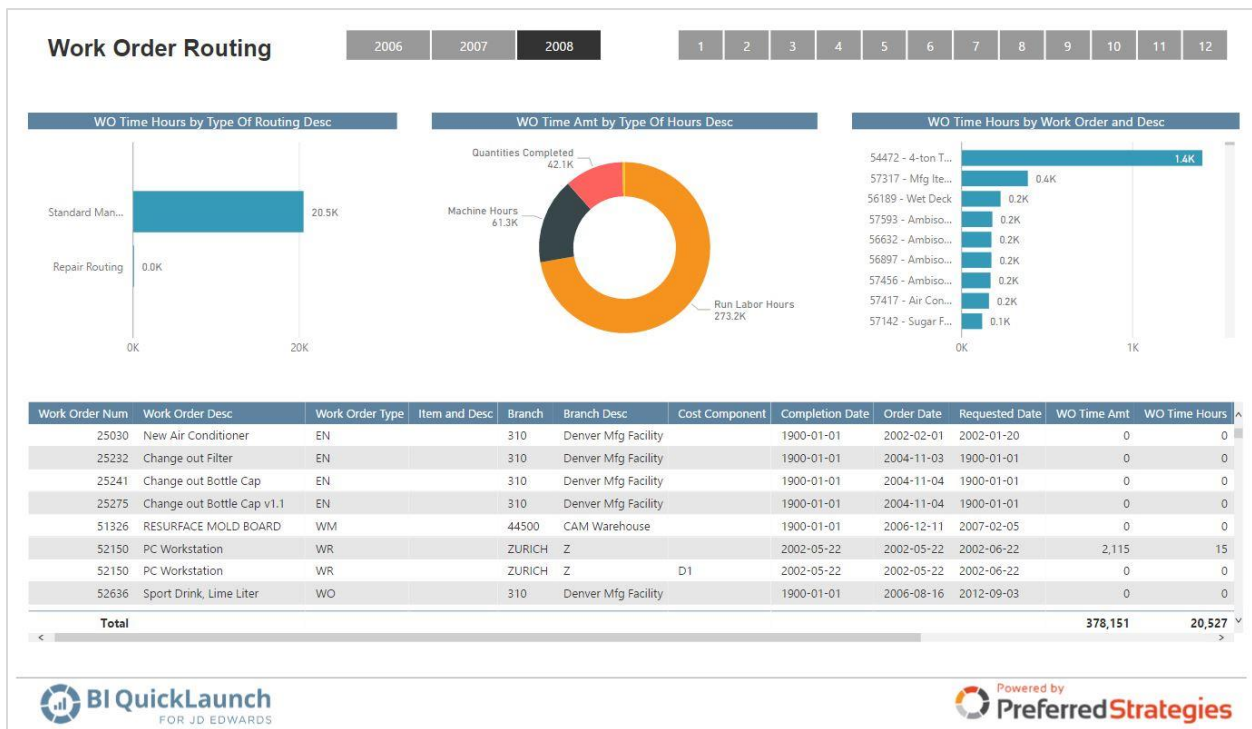 Work Order Routing
2006 2007 2008
1 2 3 4 5 6 7 8 9 10 11 12
WO Time Hours by Type Of Routing Desc
Standard Man...
20.5K
Repair Routing
0.0K
0K 20K
WO Time Amt by Type Of Hours Desc
Quantities Completed
42.1K
Machine Hours
61.3K
Run Labor Hours
273.2K
WO Time Hours by Work Order and Desc
54472 - 4-ton T... 1.4K
57317 - Mfg Ite... 0.4K
56189 - Wet Deck 0.2K
57593 - Ambiso... 0.2K
56632 - Ambiso... 0.2K
56897 - Ambiso... 0.2K
57456 - Ambiso... 0.2K
57417 - Air Con... 0.2K
57142 - Sugar F... 0.1K
0K 1K
Work Order Num Work Order Desc Work Order Type Item and Desc Branch Branch Desc Cost Component Completion Date Order Date Requested Date WO Time Amt WO Time Hours
25030 New Air Conditioner EN 310 Denver Mfg Facility 1900-01-01 2002-02-01 2002-01-20 0 0
25232 Change out Filter EN 310 Denver Mfg Facility 1900-01-01 2004-11-03 1900-01-01 0 0
25241 Change out Bottle Cap EN 310 Denver Mfg Facility 1900-01-01 2004-11-04 1900-01-01 0 0
25275 Change out Bottle Cap v1.1 EN 310 Denver Mfg Facility 1900-01-01 2004-11-04 1900-01-01 0 0
51326 RESURFACE MOLD BOARD WM 44500 CAM Warehouse 1900-01-01 2006-12-11 2007-02-05 0 0
52150 PC Workstation WR ZURICH Z 2002-05-22 2002-05-22 2002-06-22 2,115 15
52150 PC Workstation WR ZURICH Z D1 2002-05-22 2002-05-22 2002-06-22 0 0
52636 Sport Drink, Lime Liter WO 310 Denver Mfg Facility 1900-01-01 2006-08-16 2012-09-03 0 0
Total 378,151 20,527
BI QuickLaunch
FOR JD EDWARDS
Powered by
Preferred Strategies